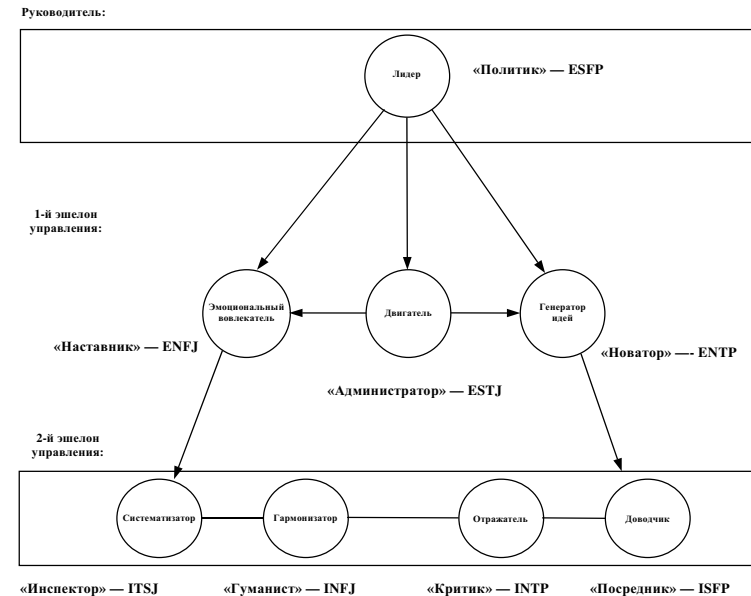 Руководитель:
Лидер
«Политик» — ESFP
1-й эшелон
управления:
Эмоциональный
вовлекатель
Двигатель
Генератор
идей
«Наставник» — ENFJ
«Новатор» —- ENTP
«Администратор» — ESTJ
2-й эшелон
управления:
Систематизатор
Гармонизатор
Отражатель
Доводчик
«Инспектор» — ITSJ
«Гуманист» — INFJ
«Критик» — INTP
«Посредник» — ISFP